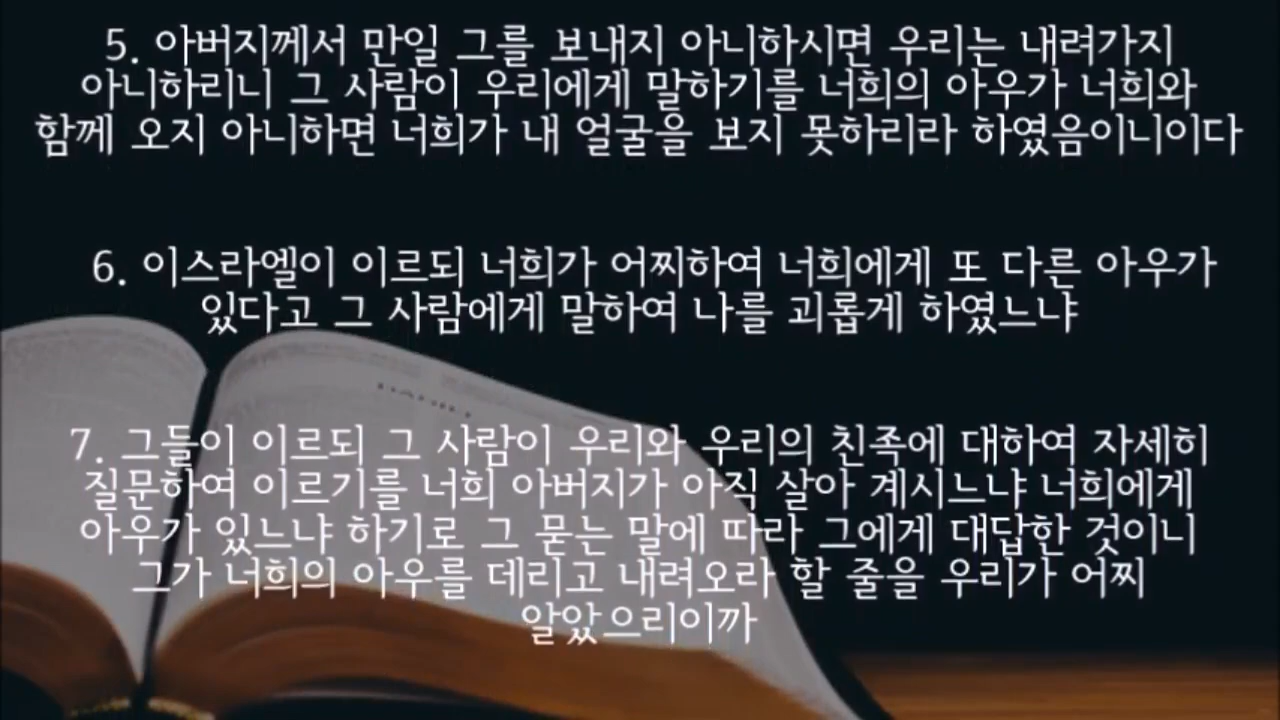 5. 아버지께서 만일 그를 보내지 아니하시면 우리는 내려가지
아니하리니 그 사람이 우리에게 말하기를 너희의 아우가 너희와
함께 오지 아니하면 너희가 내 얼굴을 보지 못하리라 하였음이니이다
6. 이스라엘이 이르되 너희가 어찌하여 너희에게 또 다른 아우가
있다고 그 사람에게 말하여 나를 괴롭게 하였느냐
7. 그들이 이르되 그 사람이 우리와 우리의 친족에 대하여 자세히
질문하여 이르기를 너희 아버지가 아직 살아 계시느냐 너희에게
아우가 있느냐 하기로 그 묻는 말에 따라 그에게 대답한 것이니
그가 너희의 아우를 데리고 내려오라 할 줄을 우리가 어찌
알았으리이까